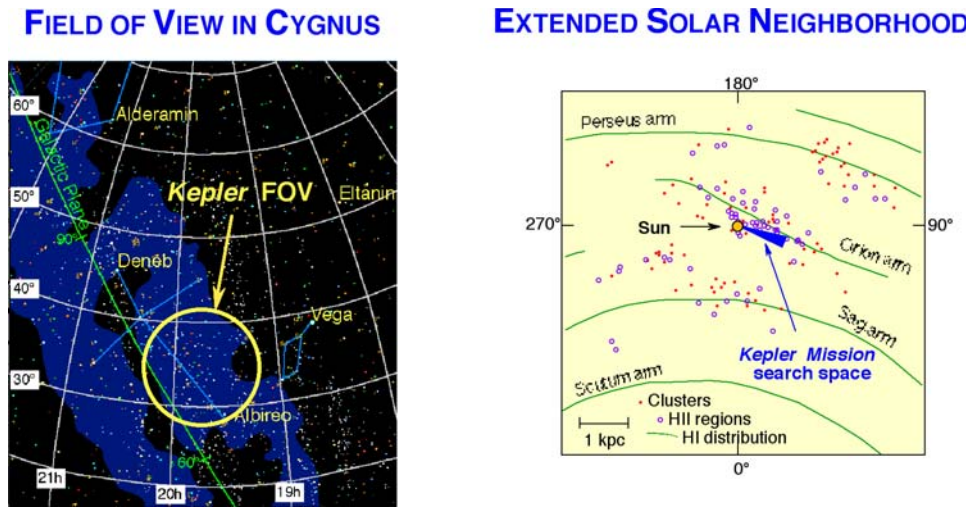 FIELD OF VIEW IN CYGNUS
60°
Alderamin
Galactic Plane
50°
Kepler FOV
Eltanin
90°
Deneb
40°
Vega
30°
Albireo
60°
21h
20h
19h
EXTENDED SOLAR NEIGHBORHOOD
180°
Perseus arm
270°
Sun
90°
Orion arm
Sag arm
Kepler Mission
search space
Scutum arm
Clusters
HII regions
HI distribution
1 kpc
0°